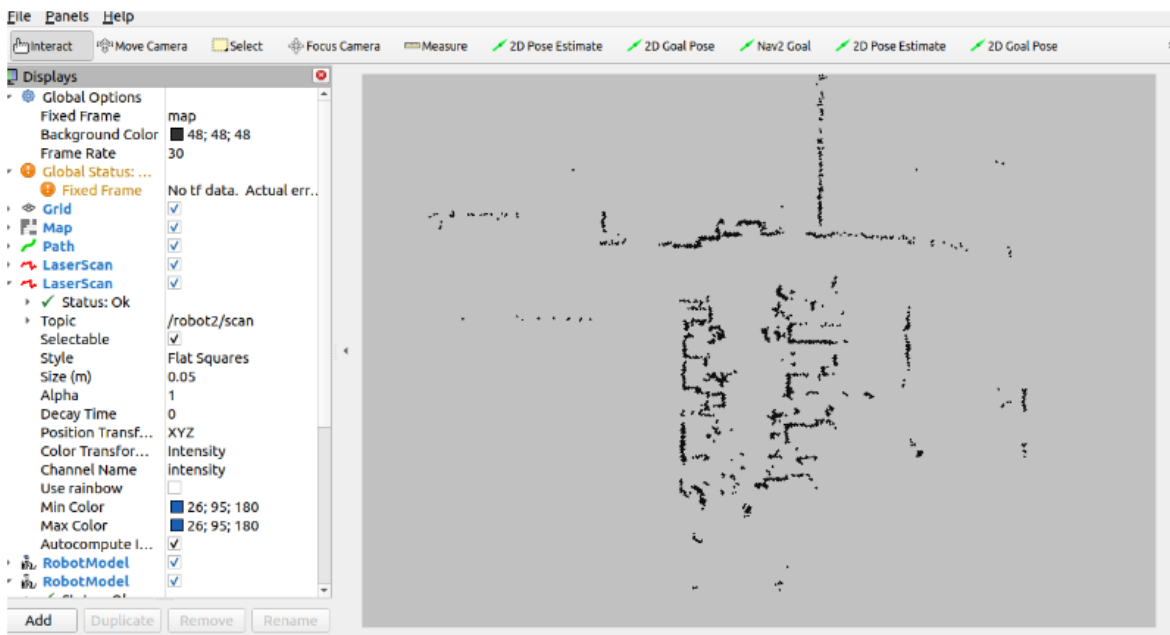 File Panels Help
Interact Move Camera Select Focus Camera Measure 2D Pose Estimate 2D Goal Pose Nav2 Goal 2D Pose Estimate 2D Goal Pose
Displays
Global Options
Fixed Frame map
Background Color 48; 48; 48
Frame Rate 30
Global Status: ...
Fixed Frame No tf data. Actual err..
Grid
Map
Path
LaserScan
LaserScan
Status: Ok
Topic /robot2/scan
Selectable
Style Flat Squares
Size (m) 0.05
Alpha 1
Decay Time 0
Position Transf... XYZ
Color Transfor... Intensity
Channel Name intensity
Use rainbow
Min Color 26; 95; 180
Max Color 26; 95; 180
Autocompute I...
RobotModel
RobotModel
Add Duplicate Remove Rename